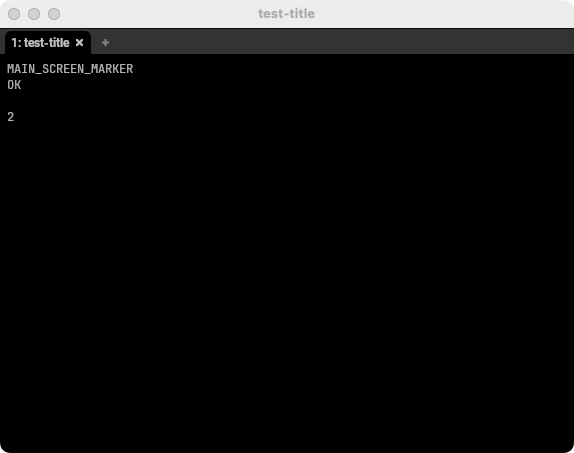 test-title
1: test-title × +
MAIN_SCREEN_MARKER
OK
2